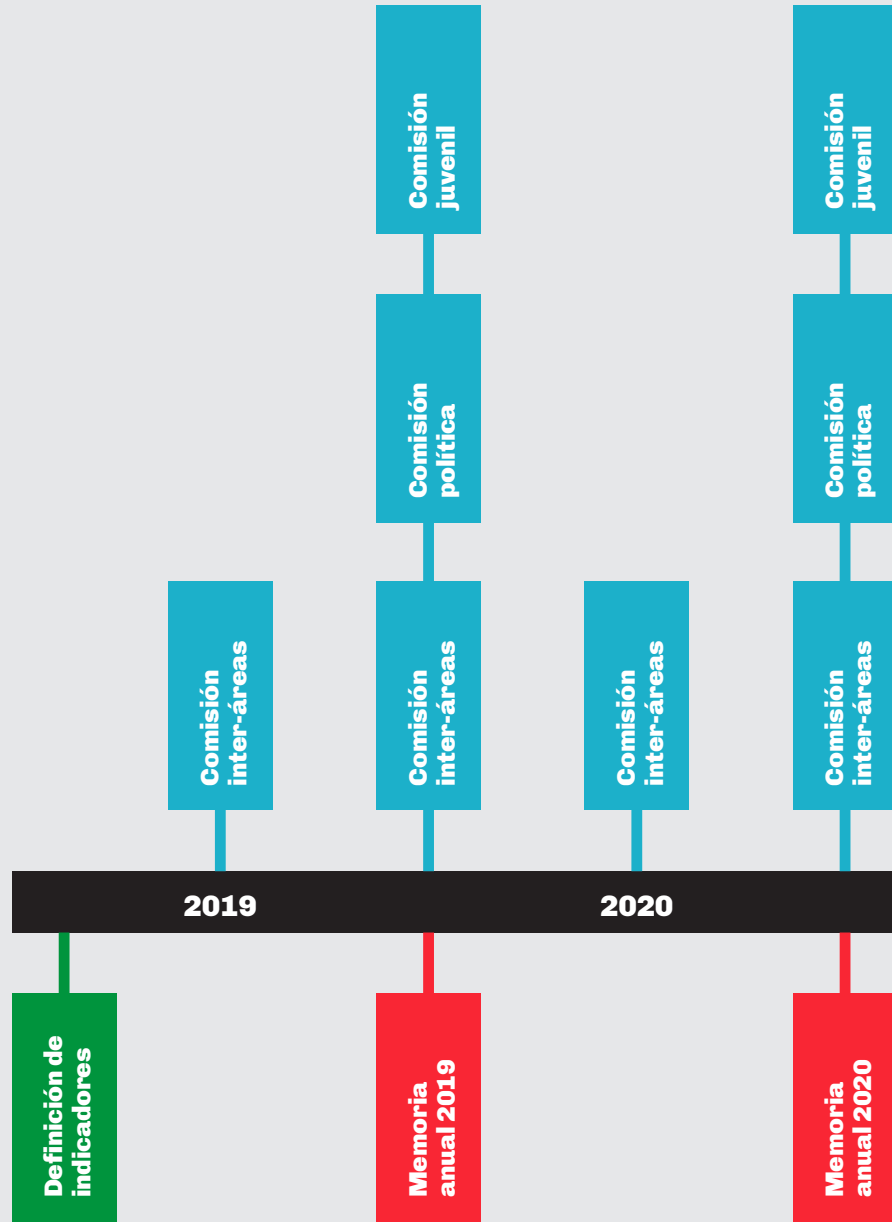 Comisión
juvenil
Comisión
juvenil
Comisión
política
Comisión
política
Comisión
inter-áreas
Comisión
inter-áreas
Comisión
inter-áreas
Comisión
inter-áreas
2019
2020
Definición de
indicadores
Memoria
anual 2019
Memoria
anual 2020